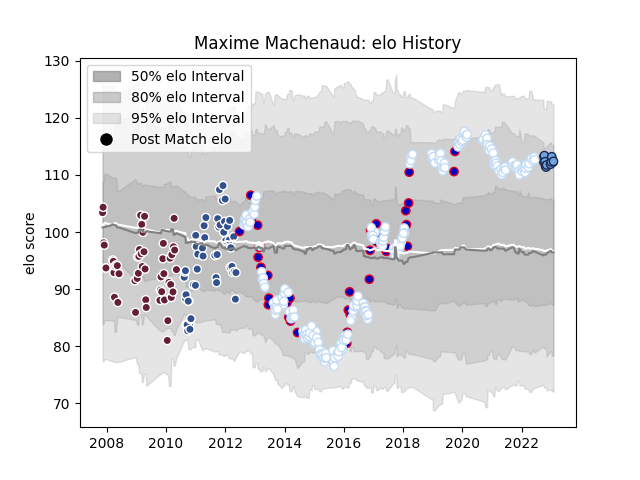 Maxime Machenaud: elo History
50% elo Interval
80% elo Interval
95% elo Interval
Post Match elo
elo score
130
120
110
100
90
80
70
2008 2010 2012 2014 2016 2018 2020 2022